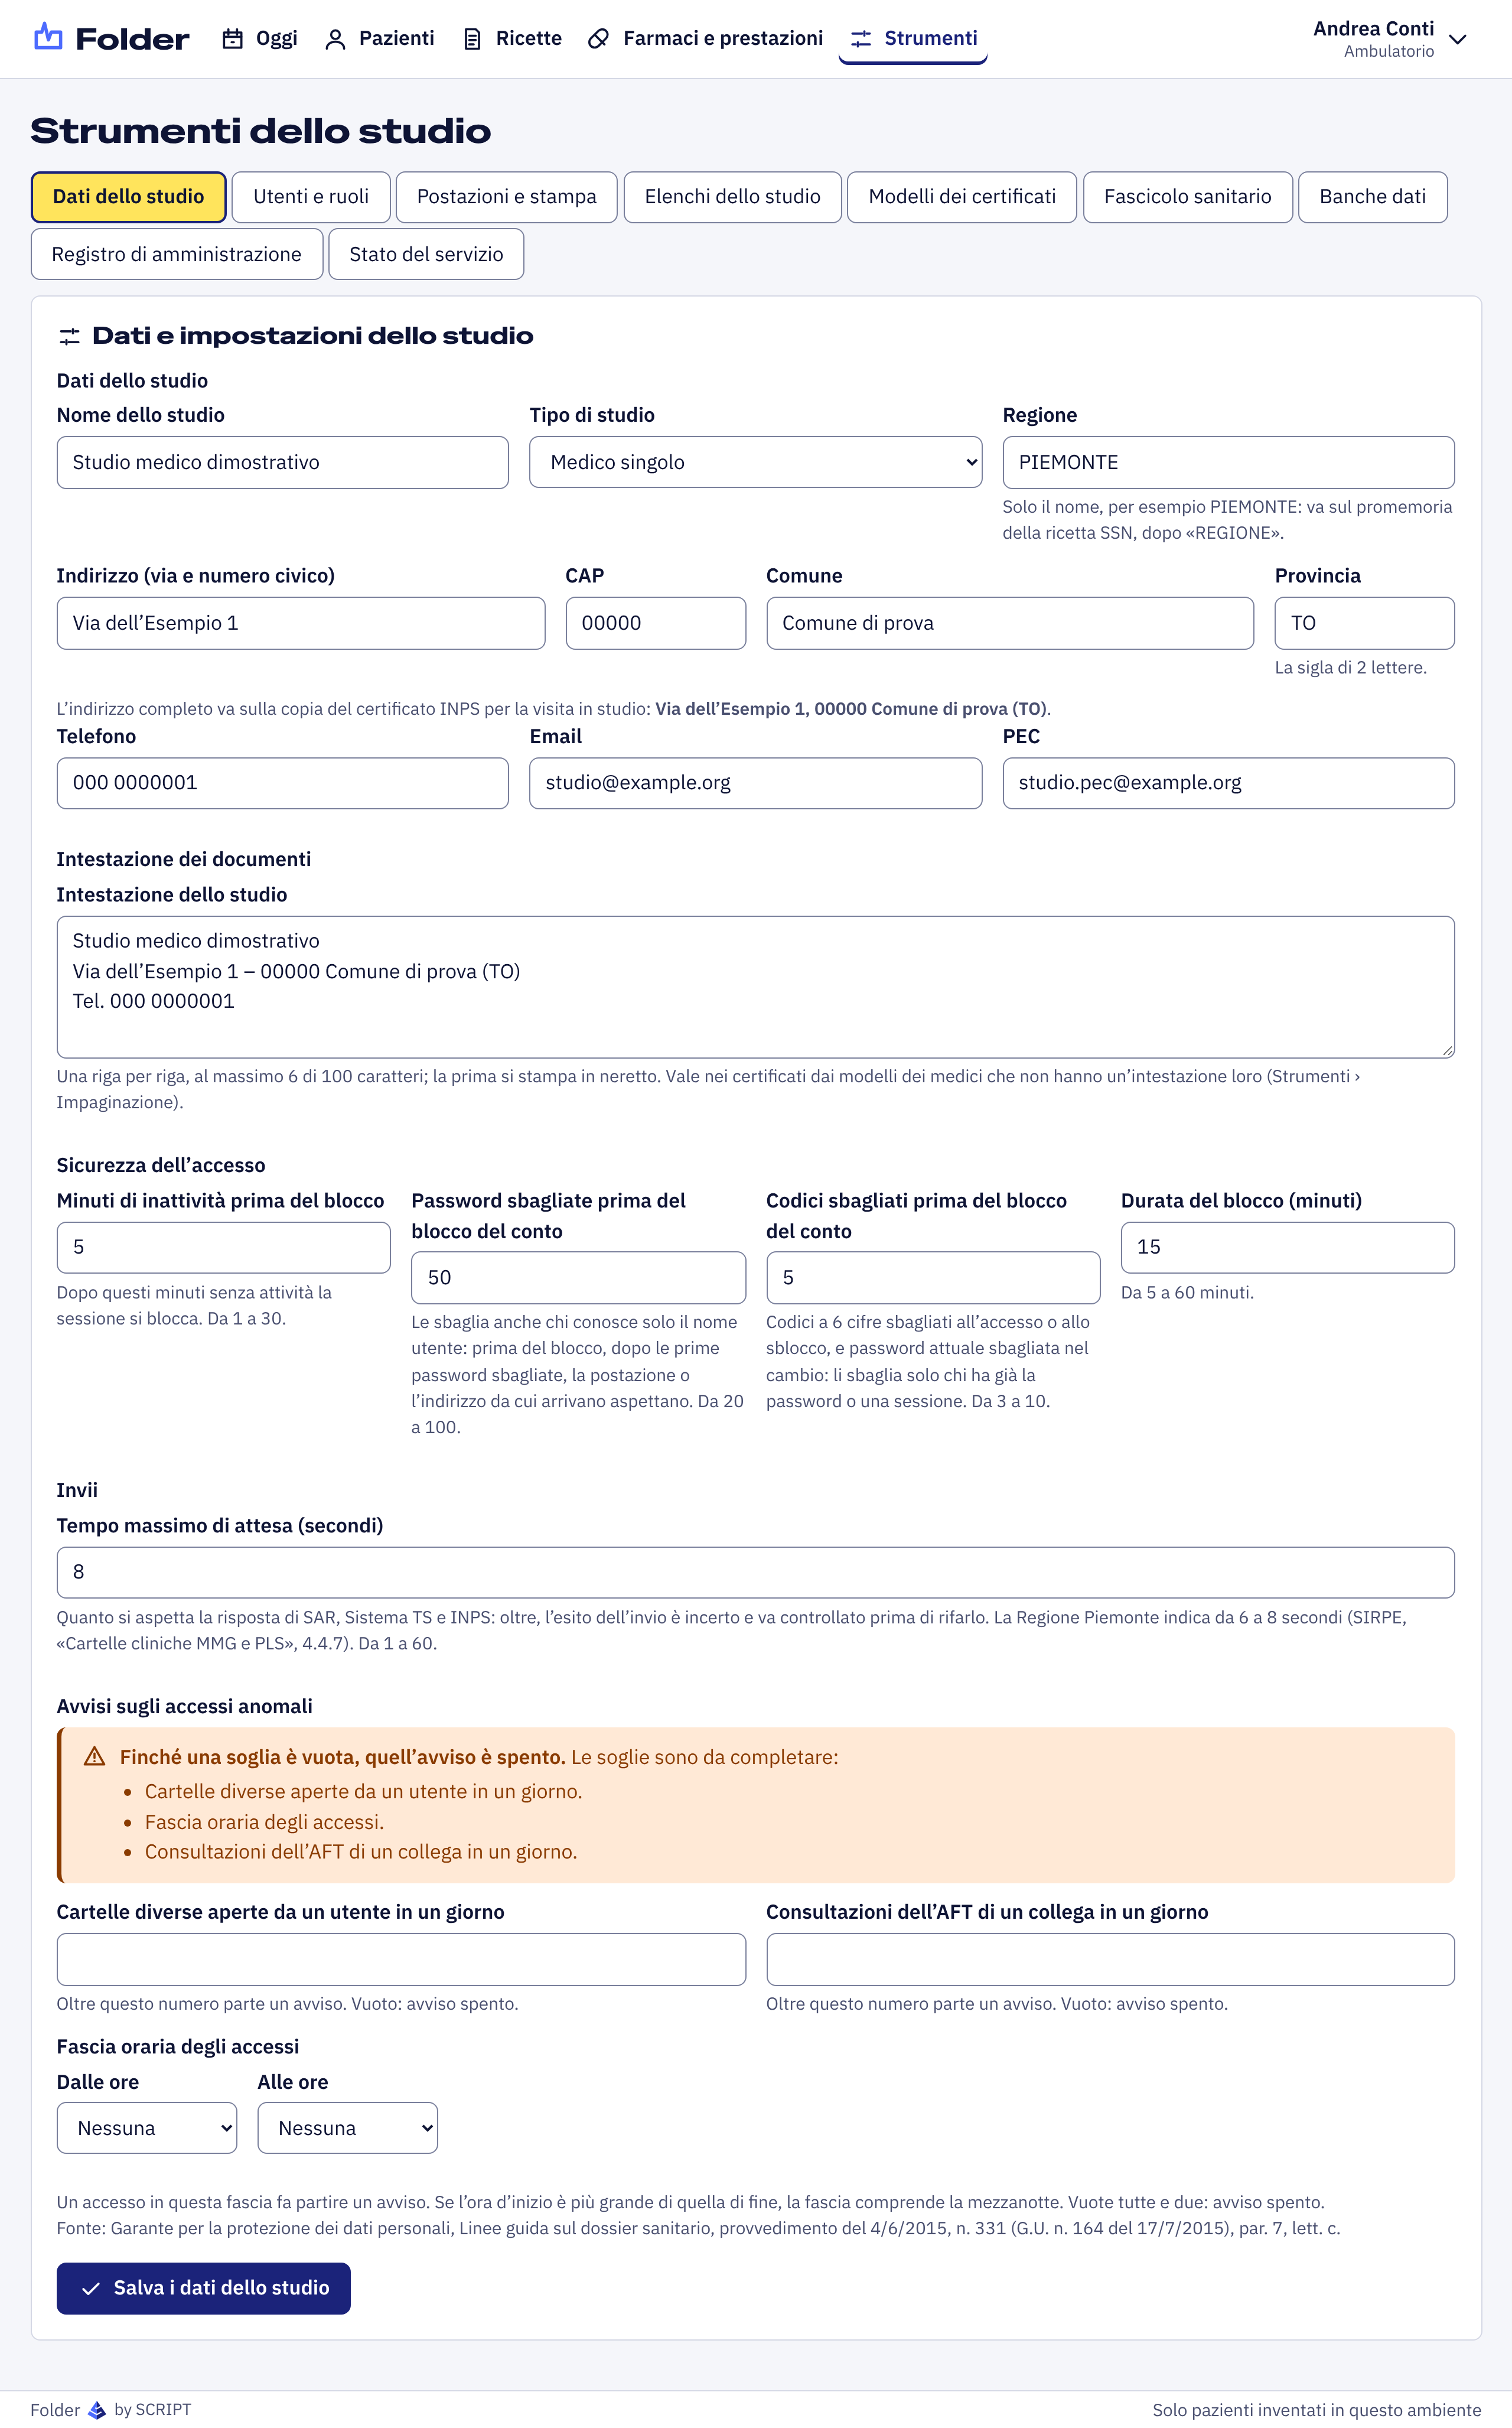 Folder
Oggi
Pazienti
Ricette
Farmaci e prestazioni
Strumenti
Andrea Conti
Ambulatorio
Strumenti dello studio
Dati dello studio
Utenti e ruoli
Postazioni e stampa
Elenchi dello studio
Modelli dei certificati
Fascicolo sanitario
Banche dati
Registro di amministrazione
Stato del servizio
Dati e impostazioni dello studio
Dati dello studio
Nome dello studio
Tipo di studio
Regione
Studio medico dimostrativo
Medico singolo
PIEMONTE
Solo il nome, per esempio PIEMONTE: va sul promemoria
della ricetta SSN, dopo «REGIONE».
Indirizzo (via e numero civico)
CAP
Comune
Provincia
Via dell’Esempio 1
00000
Comune di prova
TO
La sigla di 2 lettere.
L’indirizzo completo va sulla copia del certificato INPS per la visita in studio: Via dell’Esempio 1, 00000 Comune di prova (TO).
Telefono
Email
PEC
000 0000001
studio@example.org
studio.pec@example.org
Intestazione dei documenti
Intestazione dello studio
Studio medico dimostrativo
Via dell’Esempio 1 – 00000 Comune di prova (TO)
Tel. 000 0000001
Una riga per riga, al massimo 6 di 100 caratteri; la prima si stampa in neretto. Vale nei certificati dai modelli dei medici che non hanno un’intestazione loro (Strumenti ›
Impaginazione).
Sicurezza dell’accesso
Minuti di inattività prima del blocco
5
Dopo questi minuti senza attività la
sessione si blocca. Da 1 a 30.
Password sbagliate prima del
blocco del conto
50
Le sbaglia anche chi conosce solo il nome
utente: prima del blocco, dopo le prime
password sbagliate, la postazione o
l’indirizzo da cui arrivano aspettano. Da 20
a 100.
Codici sbagliati prima del blocco
del conto
5
Codici a 6 cifre sbagliati all’accesso o allo
sblocco, e password attuale sbagliata nel
cambio: li sbaglia solo chi ha già la
password o una sessione. Da 3 a 10.
Durata del blocco (minuti)
15
Da 5 a 60 minuti.
Invii
Tempo massimo di attesa (secondi)
8
Quanto si aspetta la risposta di SAR, Sistema TS e INPS: oltre, l’esito dell’invio è incerto e va controllato prima di rifarlo. La Regione Piemonte indica da 6 a 8 secondi (SIRPE,
«Cartelle cliniche MMG e PLS», 4.4.7). Da 1 a 60.
Avvisi sugli accessi anomali
Finché una soglia è vuota, quell’avviso è spento. Le soglie sono da completare:
• Cartelle diverse aperte da un utente in un giorno.
• Fascia oraria degli accessi.
• Consultazioni dell’AFT di un collega in un giorno.
Cartelle diverse aperte da un utente in un giorno
Consultazioni dell’AFT di un collega in un giorno
Oltre questo numero parte un avviso. Vuoto: avviso spento.
Oltre questo numero parte un avviso. Vuoto: avviso spento.
Fascia oraria degli accessi
Dalle ore
Alle ore
Nessuna
Nessuna
Un accesso in questa fascia fa partire un avviso. Se l’ora d’inizio è più grande di quella di fine, la fascia comprende la mezzanotte. Vuote tutte e due: avviso spento.
Fonte: Garante per la protezione dei dati personali, Linee guida sul dossier sanitario, provvedimento del 4/6/2015, n. 331 (G.U. n. 164 del 17/7/2015), par. 7, lett. c.
Salva i dati dello studio
Folder by SCRIPT
Solo pazienti inventati in questo ambiente